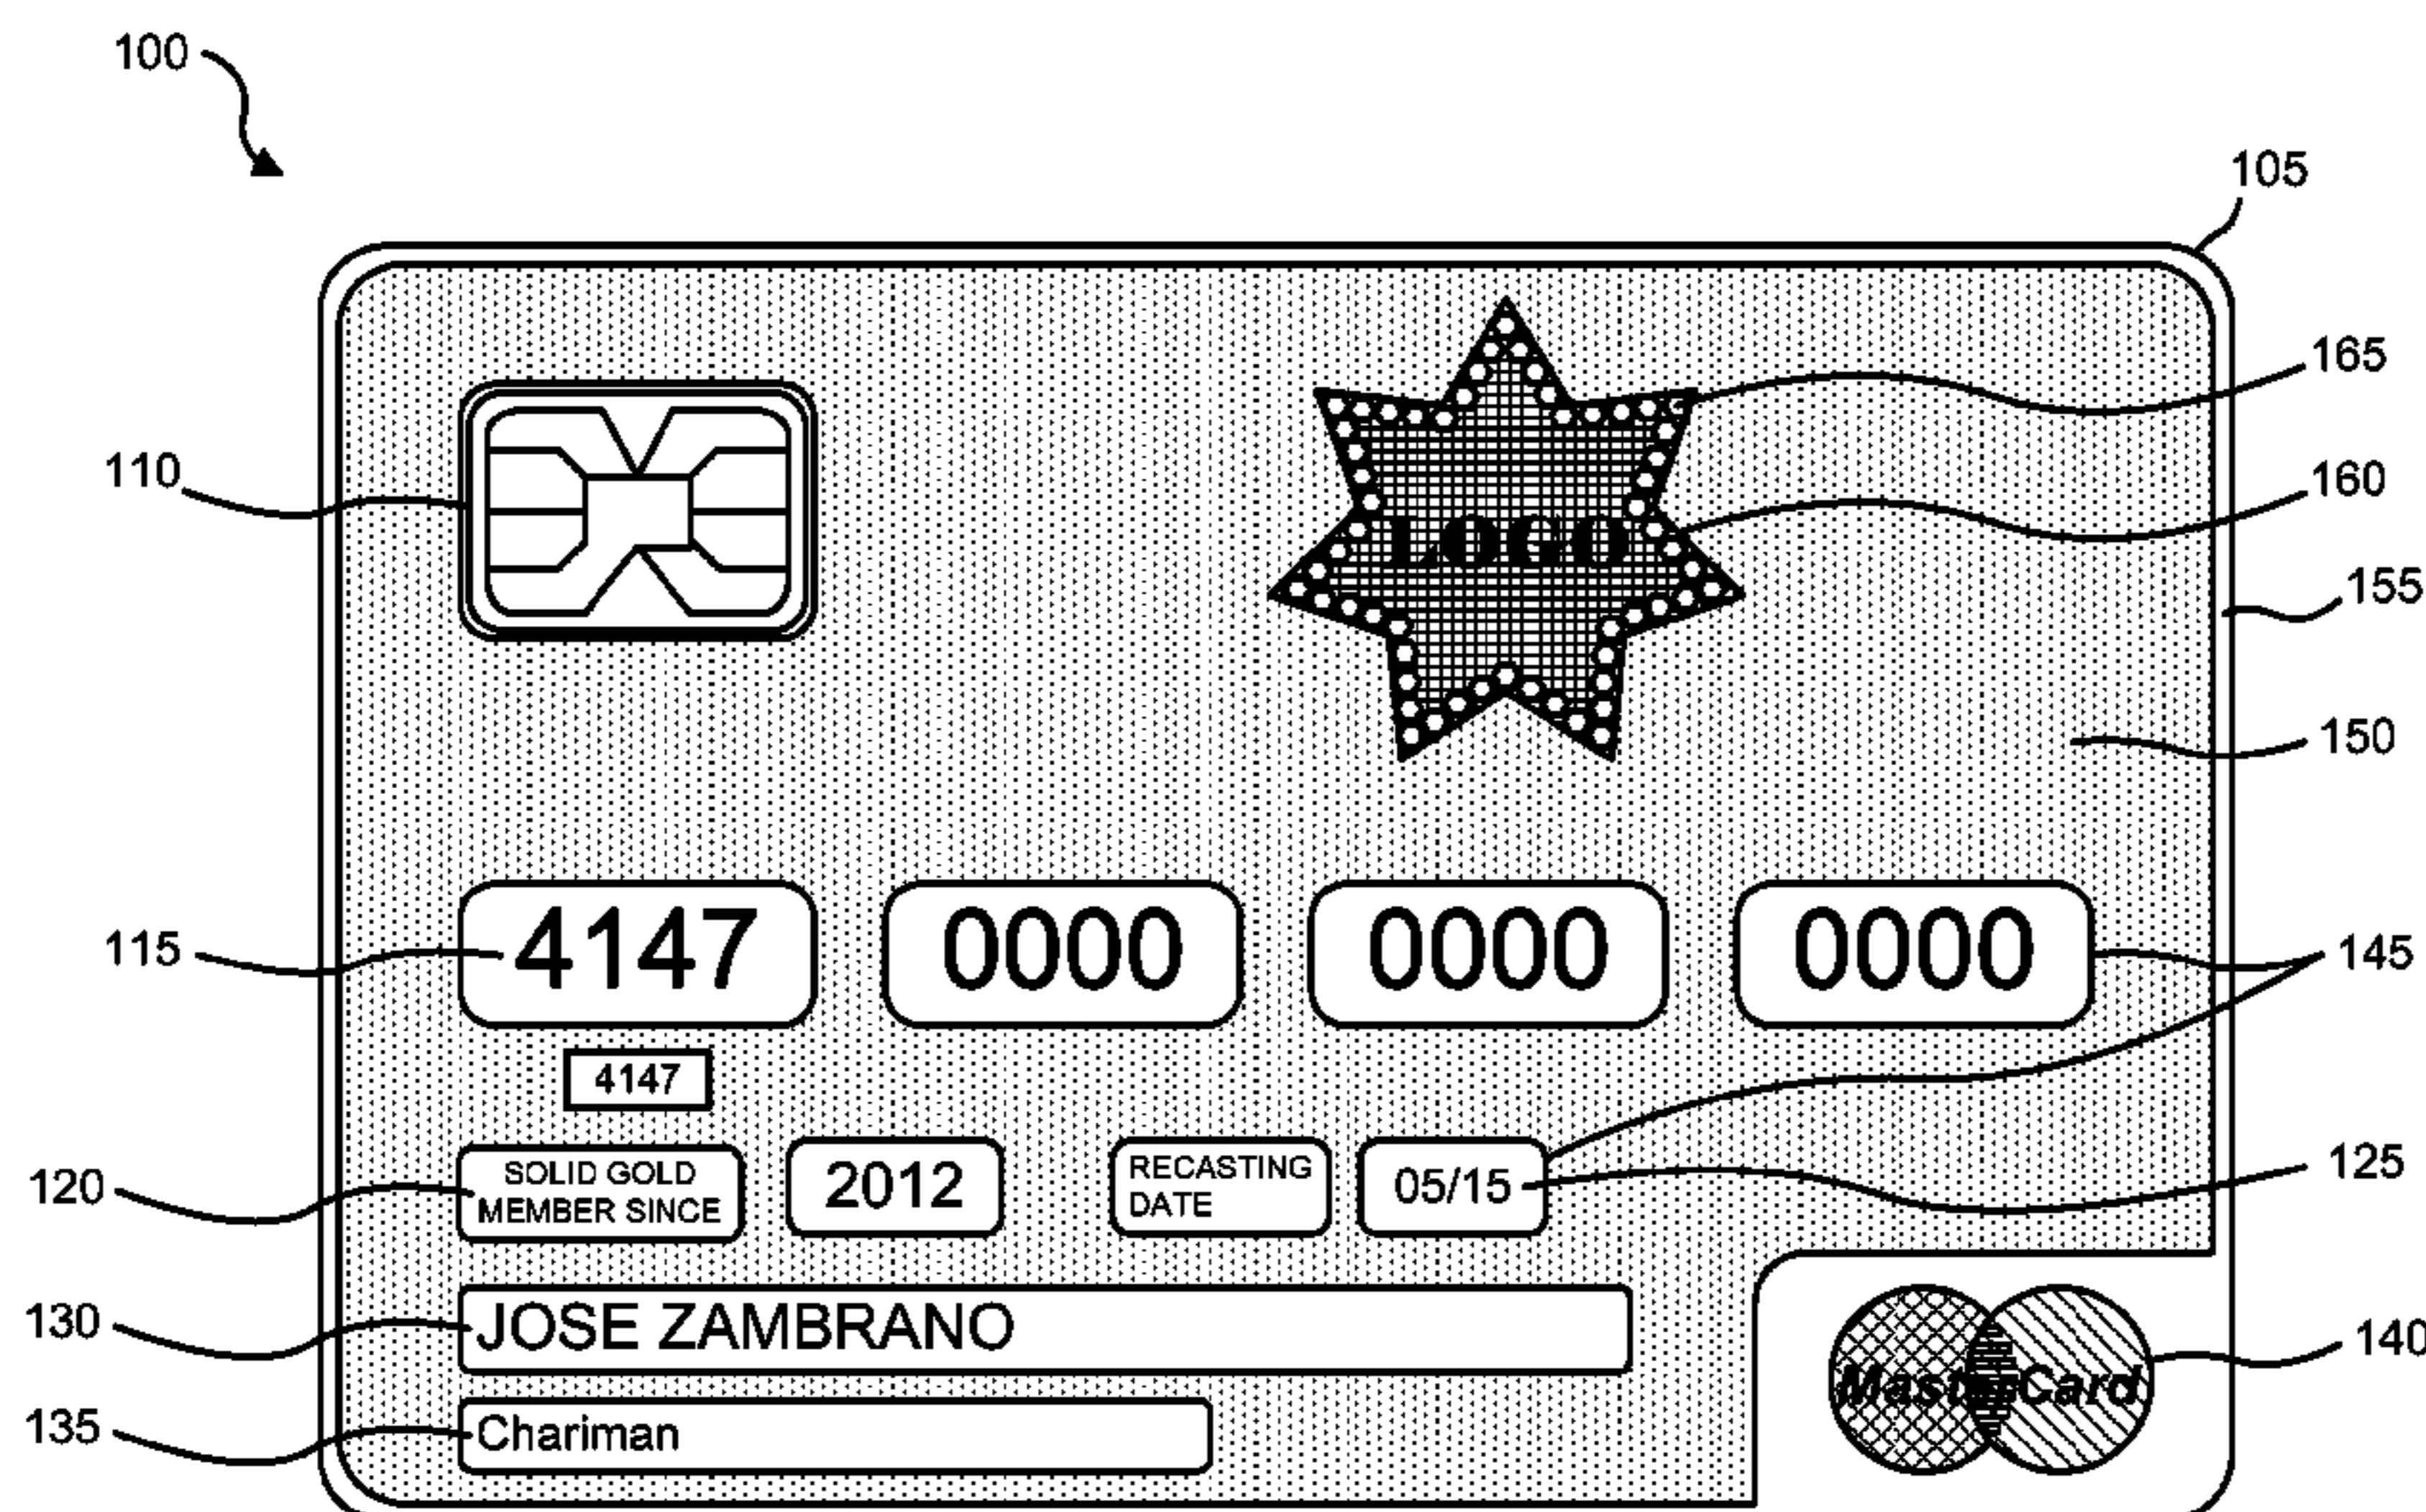 100
105
165
110
160
LOGO
155
150
115
4147 0000 0000 0000
145
4147
120
SOLID GOLD
MEMBER SINCE
2012
RECASTING
DATE
05/15
125
130
JOSE ZAMBRANO
140
MasterCard
135
Chariman